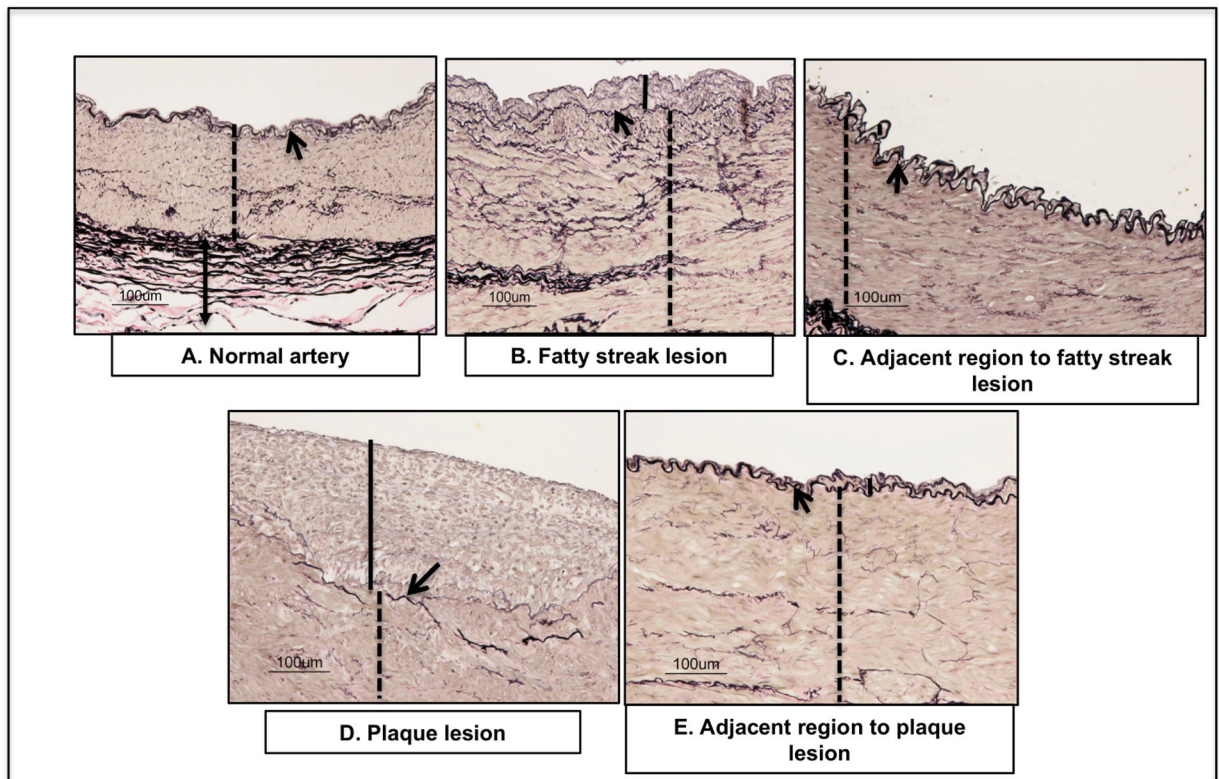 100um
A. Normal artery
100um
B. Fatty streak lesion
100um
C. Adjacent region to fatty streak
lesion
100um
D. Plaque lesion
100um
E. Adjacent region to plaque
lesion